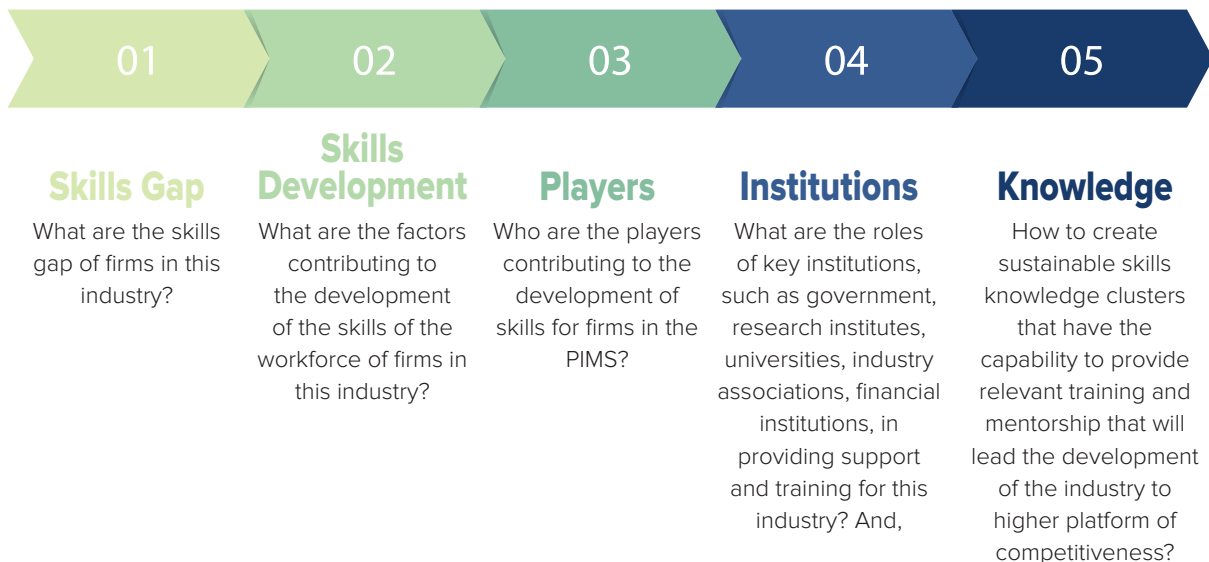 01
02
03
04
05
Skills Gap
What are the skills
gap of firms in this
industry?
Skills
Development
What are the factors
contributing to
the development
of the skills of the
workforce of firms in
this industry?
Players
Who are the players
contributing to the
development of
skills for firms in the
PIMS?
Institutions
What are the roles
of key institutions,
such as government,
research institutes,
universities, industry
associations, financial
institutions, in
providing support
and training for this
industry? And,
Knowledge
How to create
sustainable skills
knowledge clusters
that have the
capability to provide
relevant training and
mentorship that will
lead the development
of the industry to
higher platform of
competitiveness?